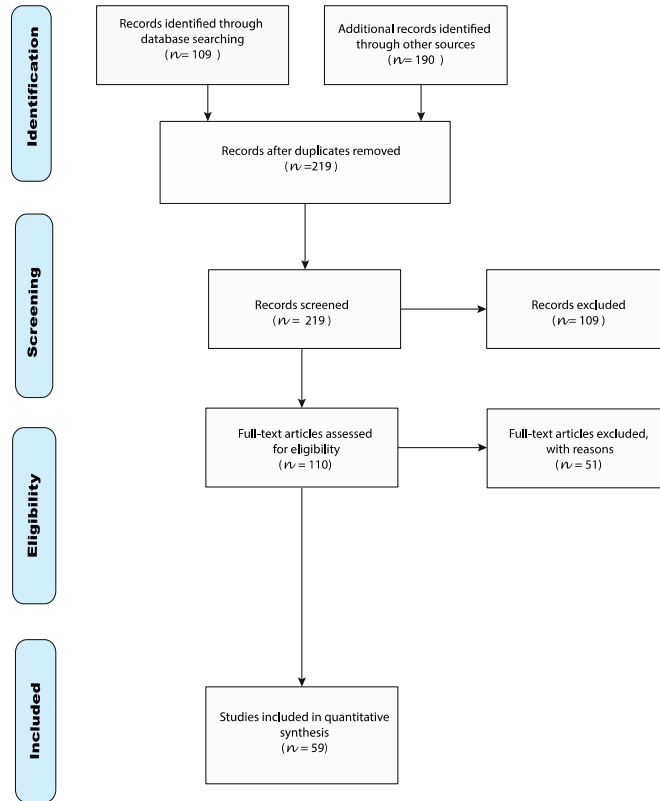 Identification
Records identified through
database searching
(n= 109 )
Additional records identified
through other sources
(n= 190 )
Records after duplicates removed
(n =219)
Screening
Records screened
(n = 219 )
Records excluded
(n= 109 )
Eligibility
Full-text articles assessed
for eligibility
(n = 110)
Full-text articles excluded,
with reasons
(n = 51)
Included
Studies included in quantitative
synthesis
(n = 59)